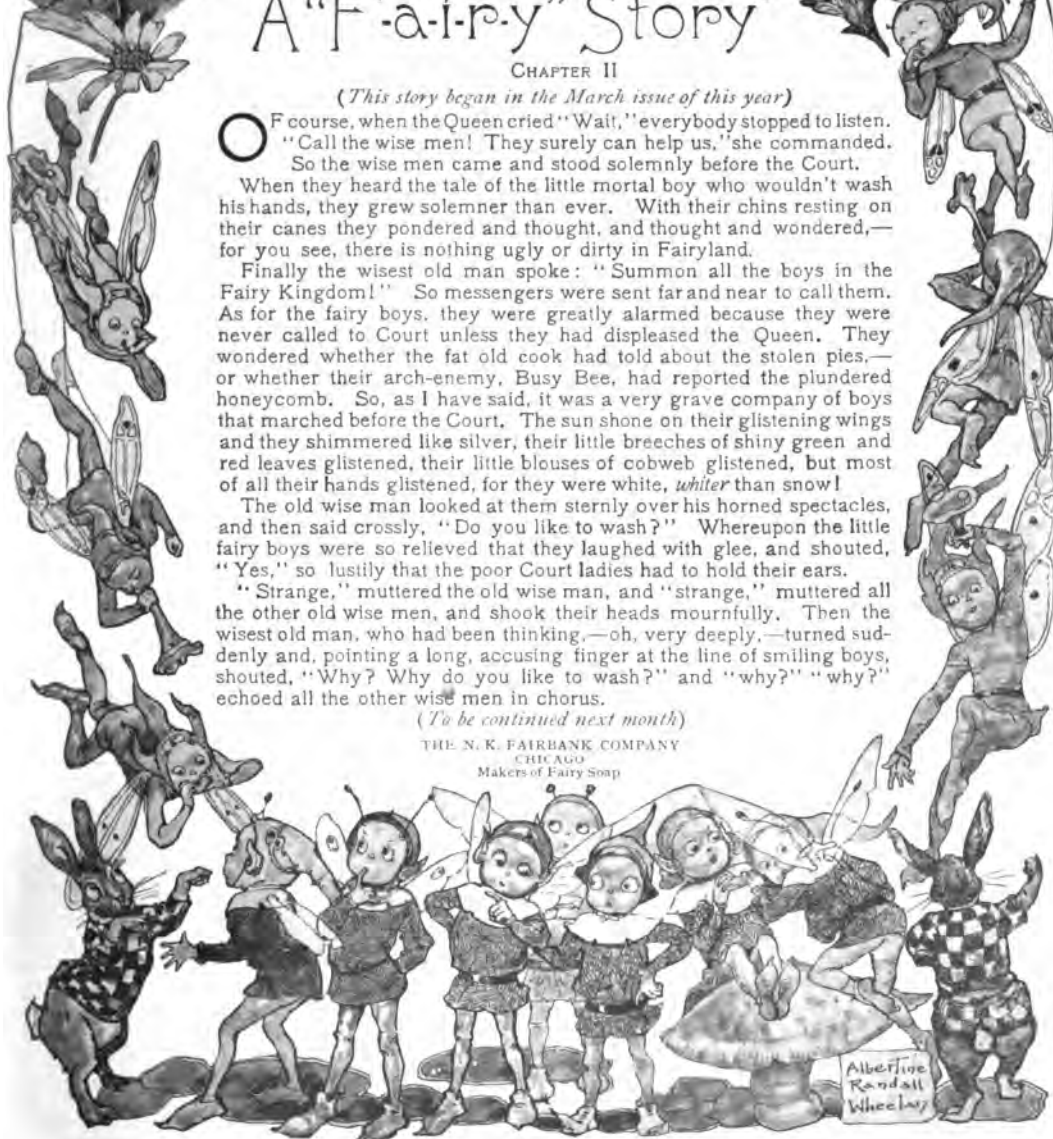 A "F-a-i-r-y" Story
CHAPTER II
(This story began in the March issue of this year)
OF course, when the Queen cried "Wait," everybody stopped to listen.
"Call the wise men! They surely can help us," she commanded.
So the wise men came and stood solemnly before the Court.
When they heard the tale of the little mortal boy who wouldn't wash
his hands, they grew solemner than ever. With their chins resting on
their canes they pondered and thought, and thought and wondered,—
for you see, there is nothing ugly or dirty in Fairyland.
Finally the wisest old man spoke: "Summon all the boys in the
Fairy Kingdom!" So messengers were sent far and near to call them.
As for the fairy boys, they were greatly alarmed because they were
never called to Court unless they had displeased the Queen. They
wondered whether the fat old cook had told about the stolen pies,—
or whether their arch-enemy, Busy Bee, had reported the plundered
honeycomb. So, as I have said, it was a very grave company of boys
that marched before the Court. The sun shone on their glistening wings
and they shimmered like silver, their little breeches of shiny green and
red leaves glistened, their little blouses of cobweb glistened, but most
of all their hands glistened, for they were white, whiter than snow!
The old wise man looked at them sternly over his horned spectacles,
and then said crossly, "Do you like to wash?" Whereupon the little
fairy boys were so relieved that they laughed with glee, and shouted,
"Yes," so lustily that the poor Court ladies had to hold their ears.
"Strange," muttered the old wise man, and "strange," muttered all
the other old wise men, and shook their heads mournfully. Then the
wisest old man, who had been thinking,—oh, very deeply,—turned sud-
denly and, pointing a long, accusing finger at the line of smiling boys,
shouted, "Why? Why do you like to wash?" and "why?" "why?"
echoed all the other wise men in chorus.
(To be continued next month)
THE N. K. FAIRBANK COMPANY
CHICAGO
Makers of Fairy Soap
Albertine
Randall
Wheelan